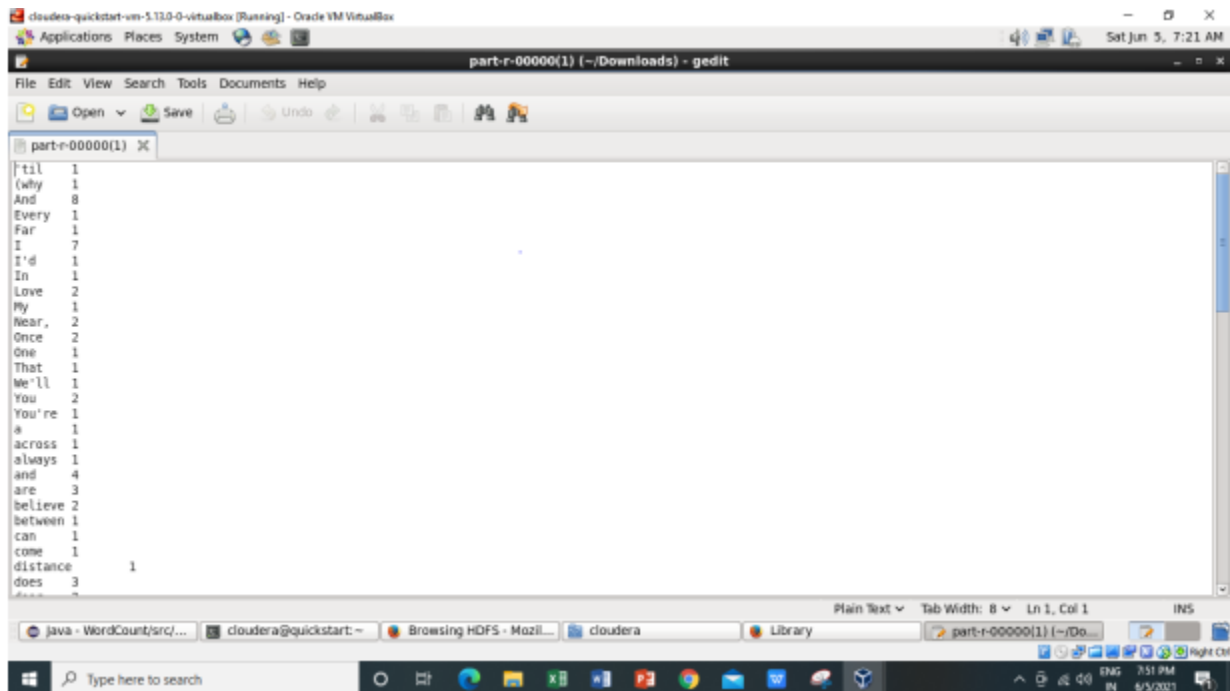 cloudera-quickstart-vm-5.13.0-0-virtualbox [Running] - Oracle VM VirtualBox
Applications Places System Sat Jun 5, 7:21 AM
part-r-00000(1) (~/Downloads) - gedit
File Edit View Search Tools Documents Help
Open Save Undo
part-r-00000(1)
'til 1
(why 1
And 8
Every 1
Far 1
I 7
I'd 1
In 1
Love 2
My 1
Near, 2
Once 2
One 1
That 1
We'll 1
You 2
You're 1
a 1
across 1
always 1
and 4
are 3
believe 2
between 1
can 1
come 1
distance 1
does 3
Plain Text Tab Width: 8 Ln 1, Col 1 INS
Java - WordCount/src/... cloudera@quickstart:~ Browsing HDFS - Mozil... cloudera Library part-r-00000(1) (~/Do...
Right Ctrl
Type here to search ENG 7:51 PM
IN 6/5/2021